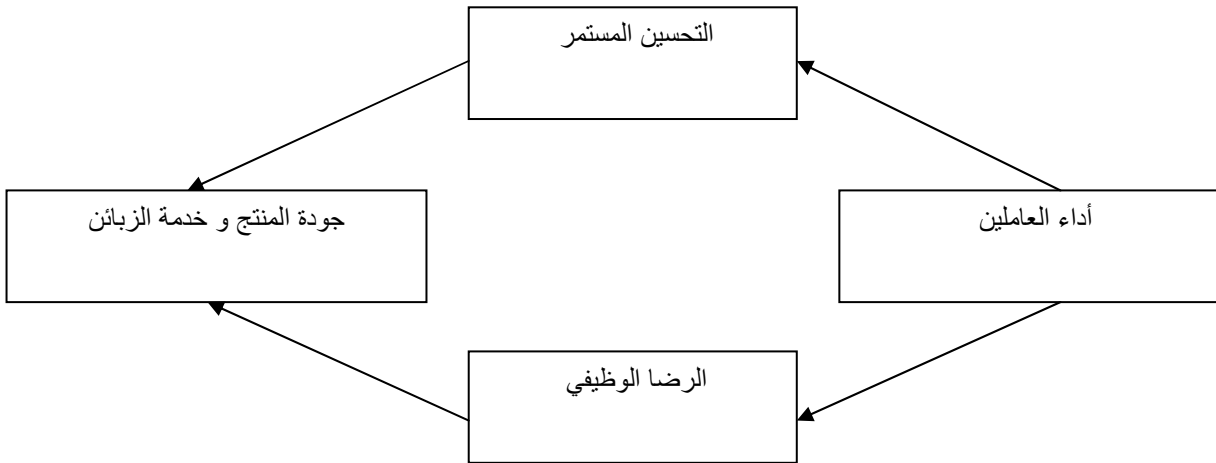 التحسين المستمر
أداء العاملين
جودة المنتج و خدمة الزبائن
الرضا الوظيفي